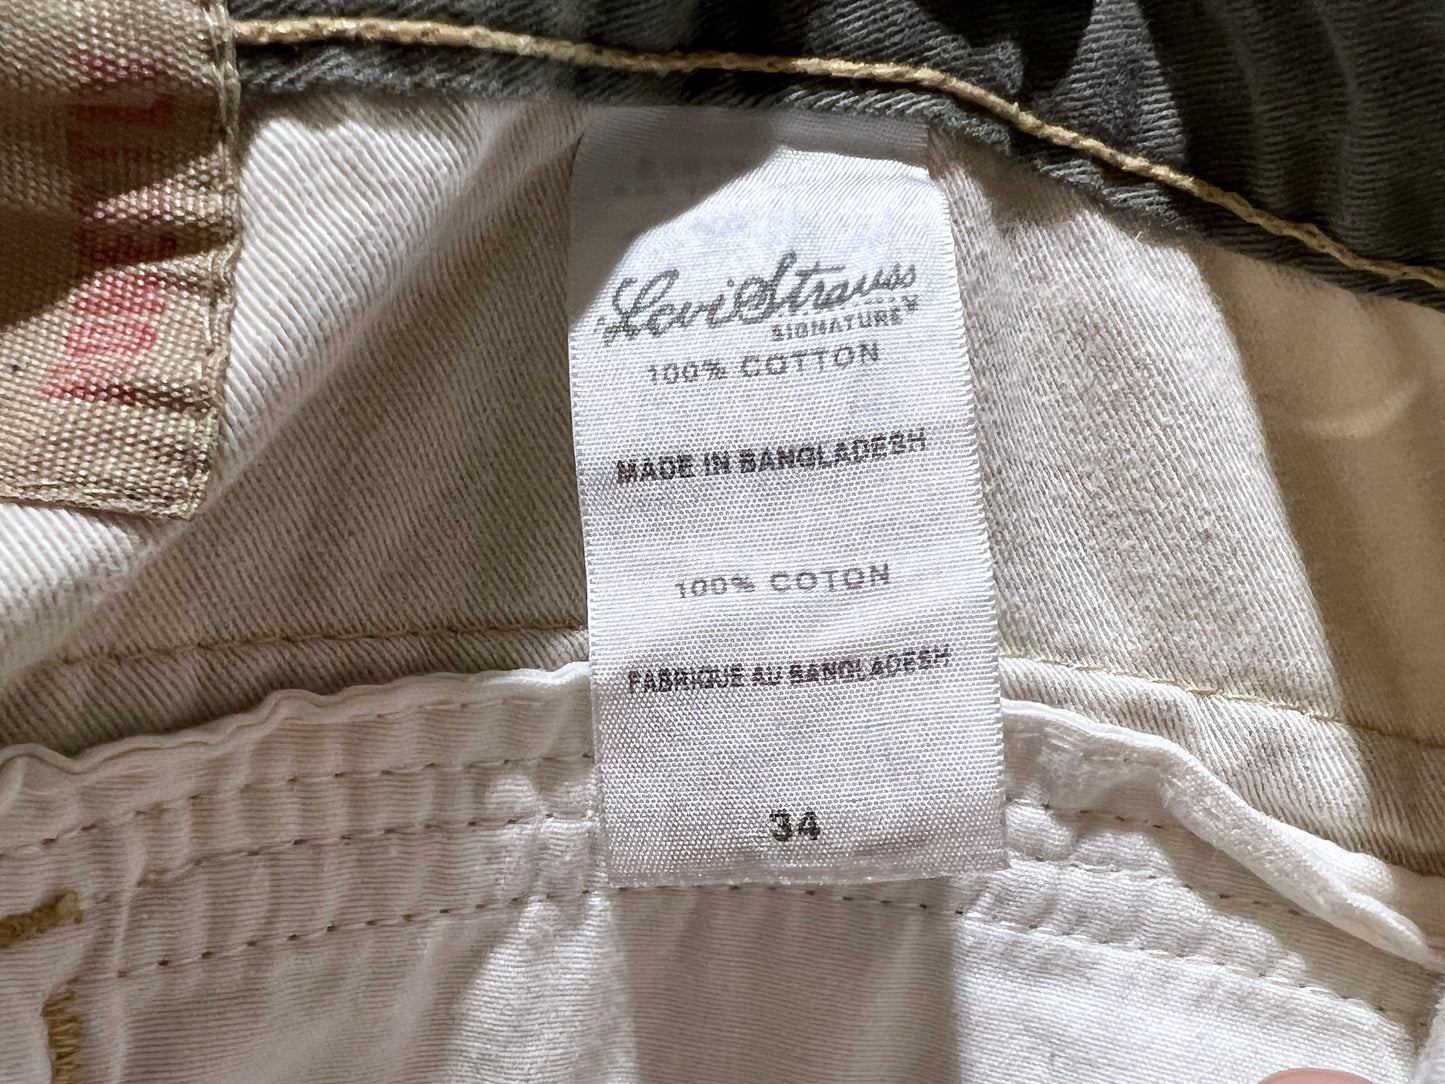 Levi Strauss
SIGNATURE
100% COTTON
MADE IN BANGLADESH
100% COTON
FABRIQUE AU BANGLADESH
34